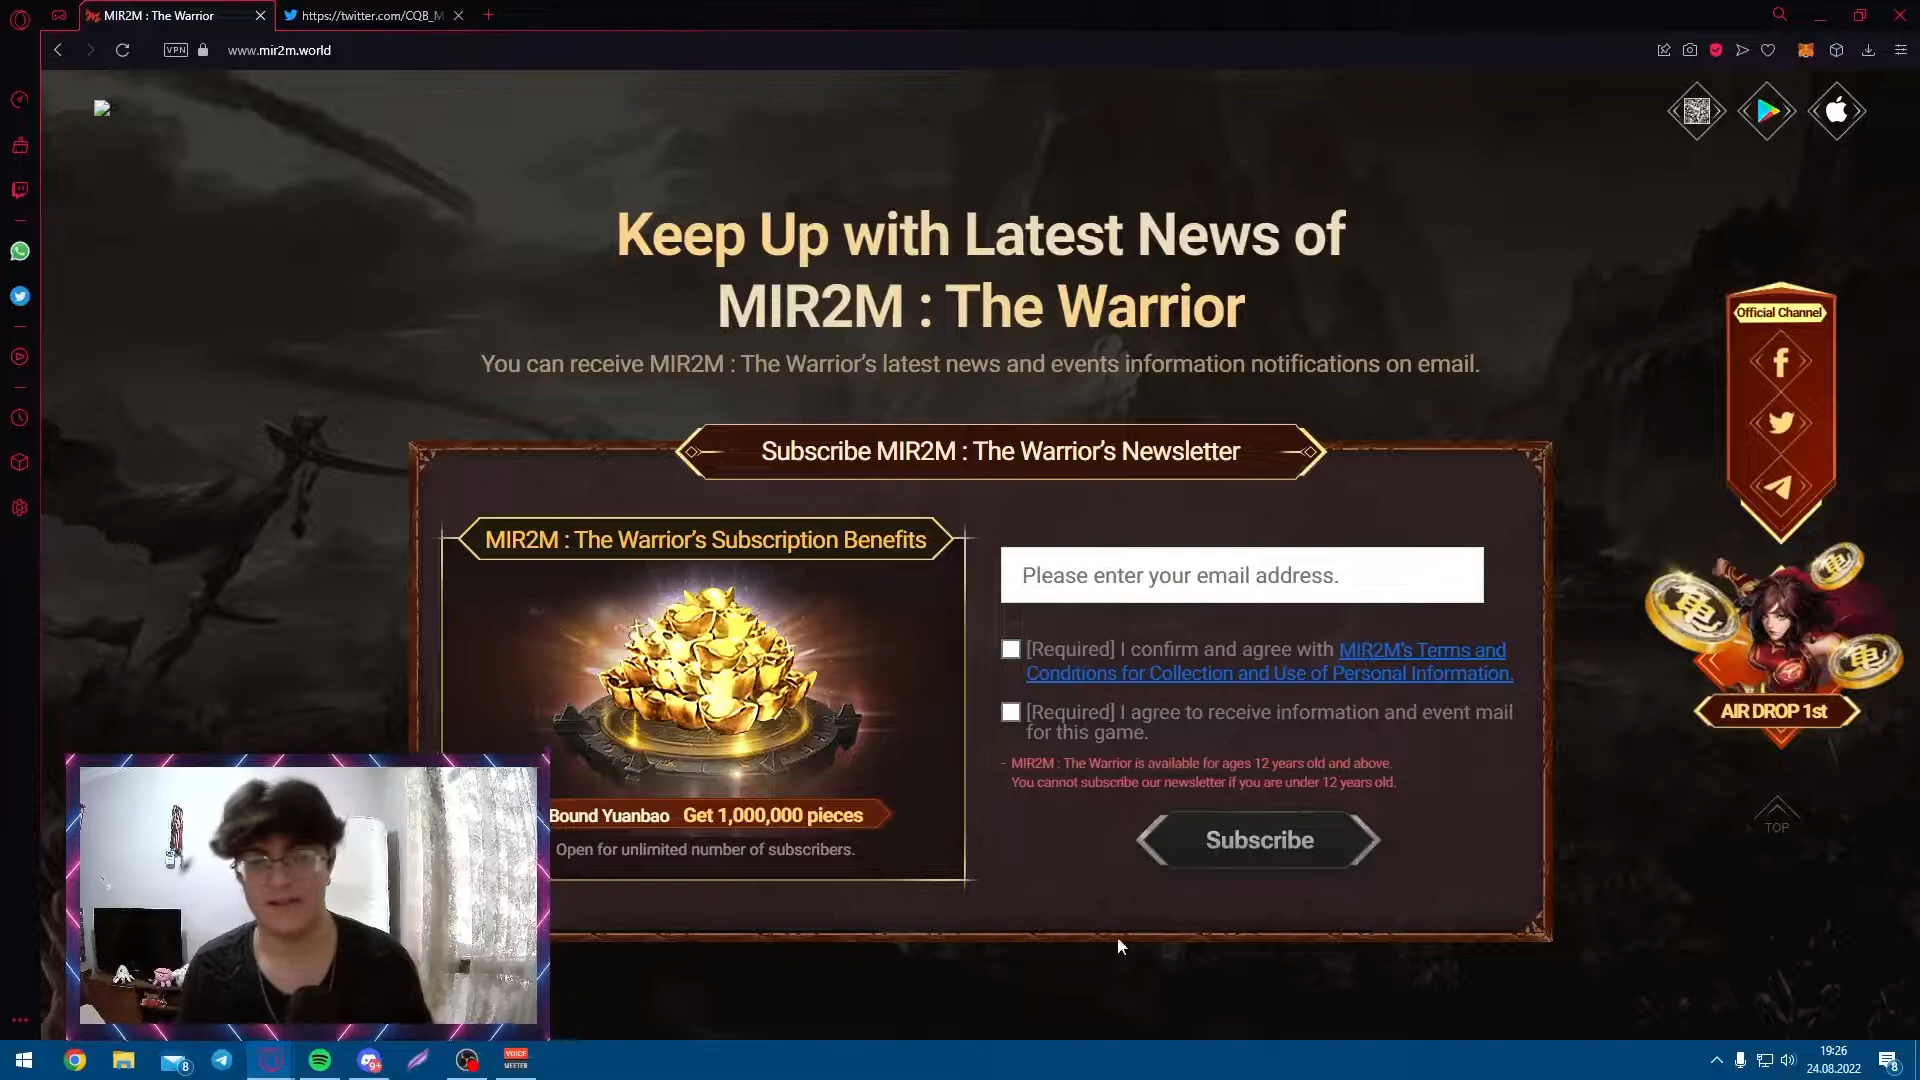 MIR2M : The Warrior
https://twitter.com/CQB_M
VPN
www.mir2m.world
Keep Up with Latest News of
MIR2M : The Warrior
You can receive MIR2M : The Warrior's latest news and events information notifications on email.
Official Channel
Subscribe MIR2M : The Warrior's Newsletter
MIR2M : The Warrior's Subscription Benefits
Please enter your email address.
[Required] I confirm and agree with MIR2M's Terms and
Conditions for Collection and Use of Personal Information.
[Required] I agree to receive information and event mail
for this game.
AIR DROP 1st
- MIR2M : The Warrior is available for ages 12 years old and above.
You cannot subscribe our newsletter if you are under 12 years old.
Bound Yuanbao Get 1,000,000 pieces
Open for unlimited number of subscribers.
Subscribe
TOP
8
9+
VOICE
MEETER
19:26
24.08.2022
8